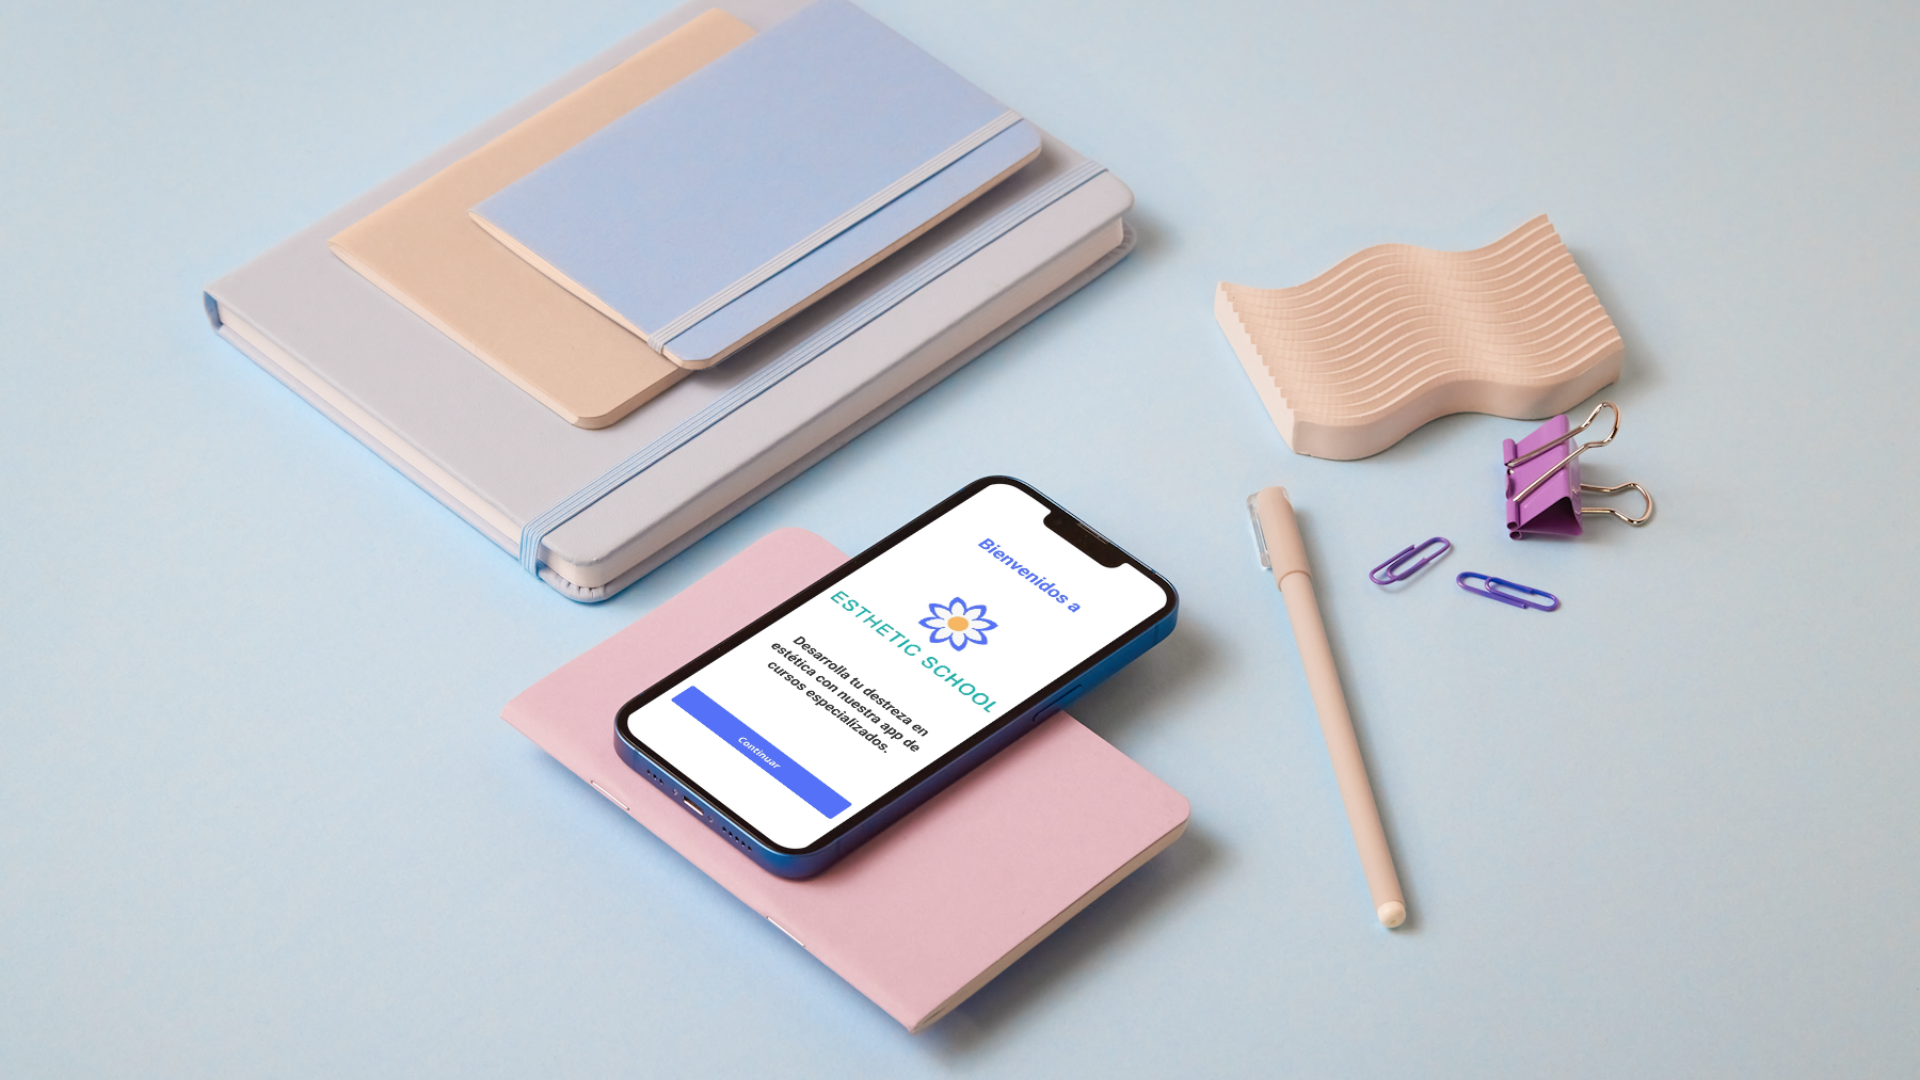 Bienvenidos a
ESTHETIC SCHOOL
Desarrolla tu destreza en
estética con nuestra app de
cursos especializados.
Continuar